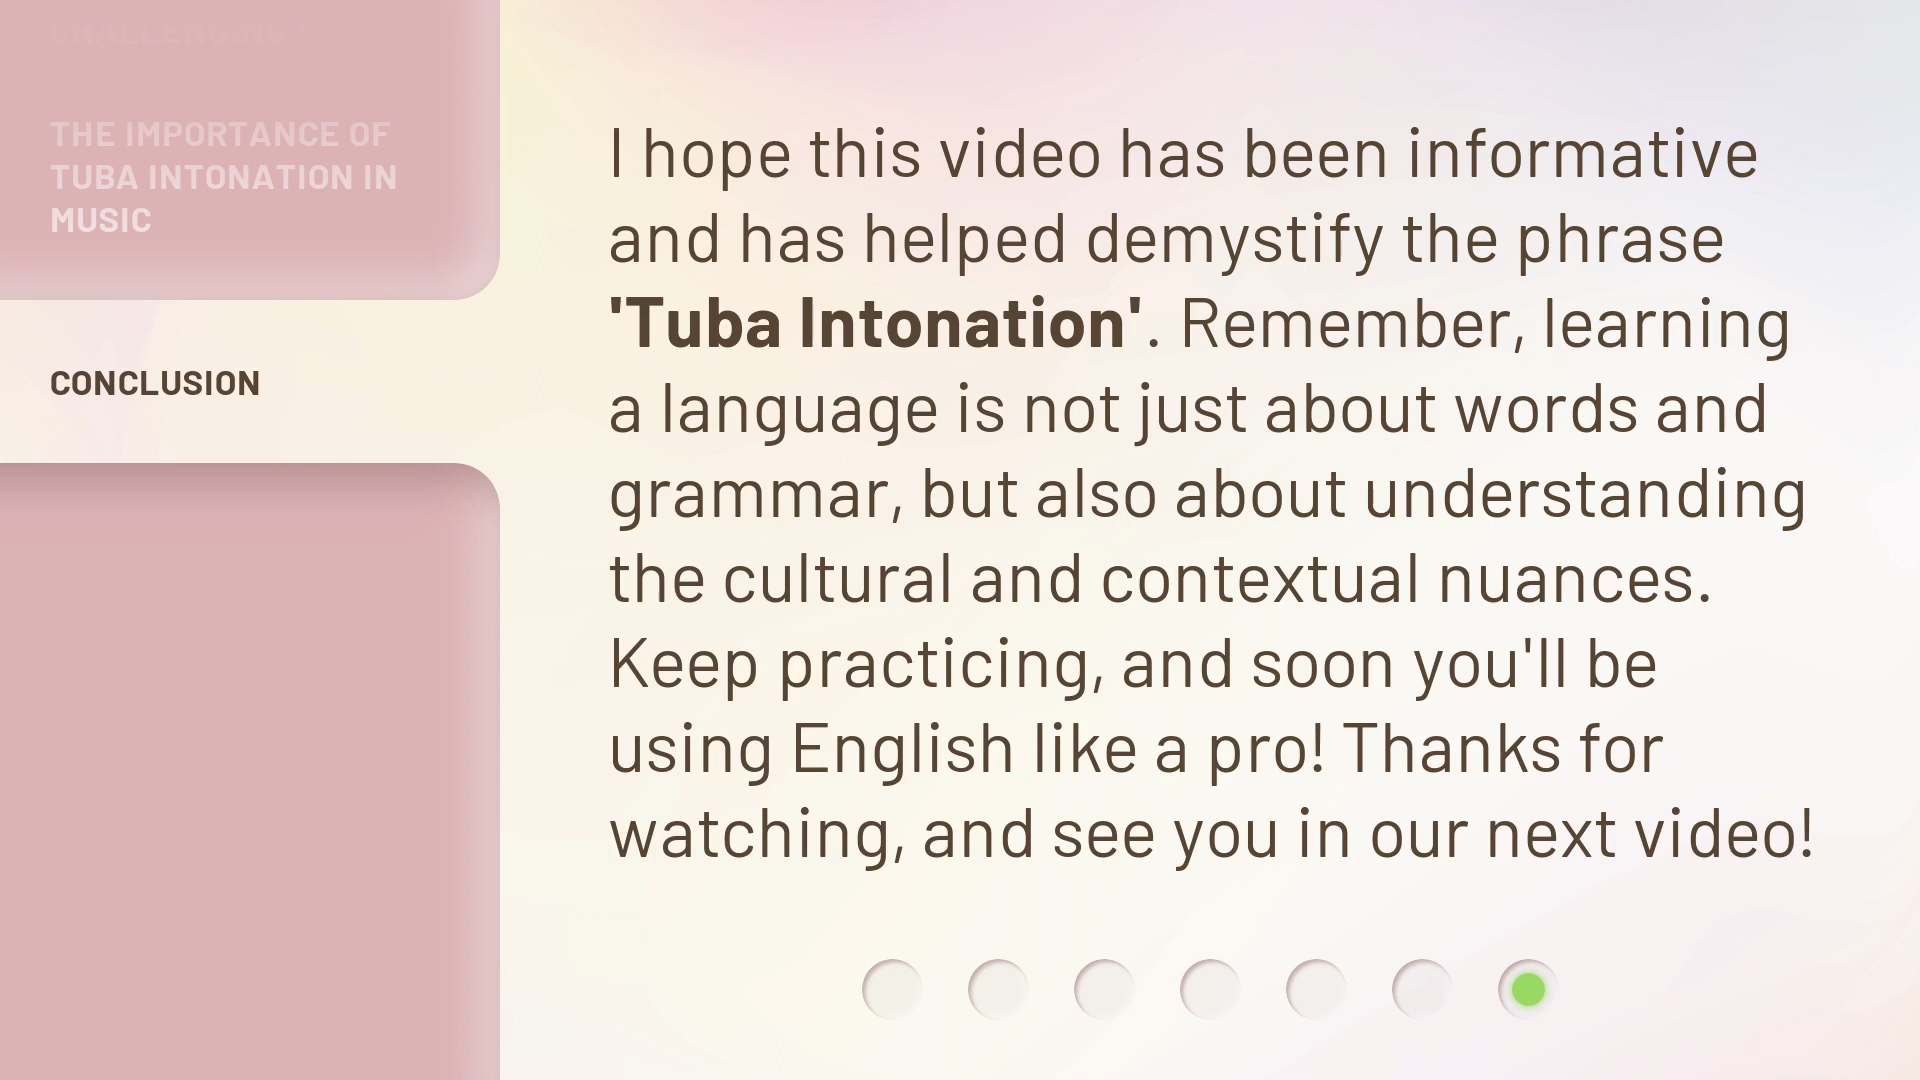 CHALLENGING?
THE IMPORTANCE OF
TUBA INTONATION IN
MUSIC
CONCLUSION
I hope this video has been informative
and has helped demystify the phrase
'Tuba Intonation'. Remember, learning
a language is not just about words and
grammar, but also about understanding
the cultural and contextual nuances.
Keep practicing, and soon you'll be
using English like a pro! Thanks for
watching, and see you in our next video!